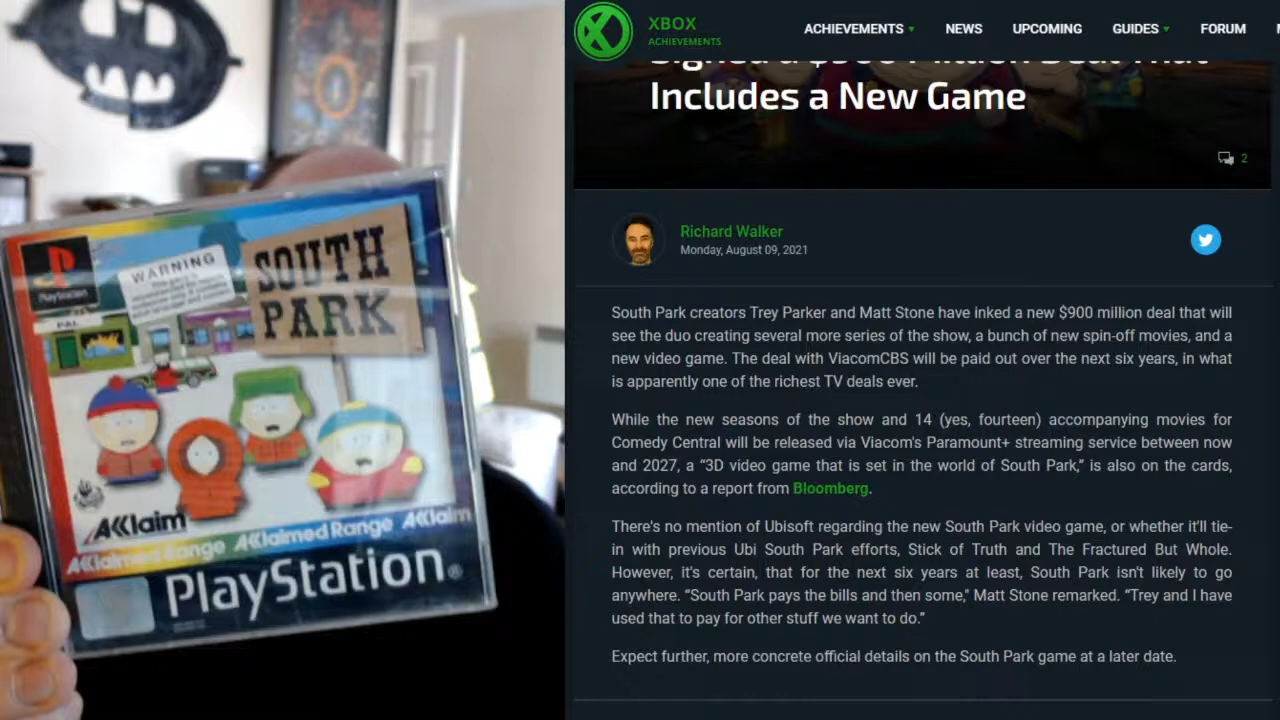 PlayStation
PAL
WARNING
SOUTH
PARK
AKklaim
AKklaimed Range AKklaimed Range AKklaim
PlayStation®
XBOX
ACHIEVEMENTS
ACHIEVEMENTS NEWS UPCOMING GUIDES FORUM
Includes a New Game
2
Richard Walker
Monday, August 09, 2021
South Park creators Trey Parker and Matt Stone have inked a new $900 million deal that will
see the duo creating several more series of the show, a bunch of new spin-off movies, and a
new video game. The deal with ViacomCBS will be paid out over the next six years, in what
is apparently one of the richest TV deals ever.
While the new seasons of the show and 14 (yes, fourteen) accompanying movies for
Comedy Central will be released via Viacom's Paramount+ streaming service between now
and 2027, a “3D video game that is set in the world of South Park,” is also on the cards,
according to a report from Bloomberg.
There's no mention of Ubisoft regarding the new South Park video game, or whether it'll tie-
in with previous Ubi South Park efforts, Stick of Truth and The Fractured But Whole.
However, it's certain, that for the next six years at least, South Park isn't likely to go
anywhere. “South Park pays the bills and then some," Matt Stone remarked. “Trey and I have
used that to pay for other stuff we want to do.”
Expect further, more concrete official details on the South Park game at a later date.